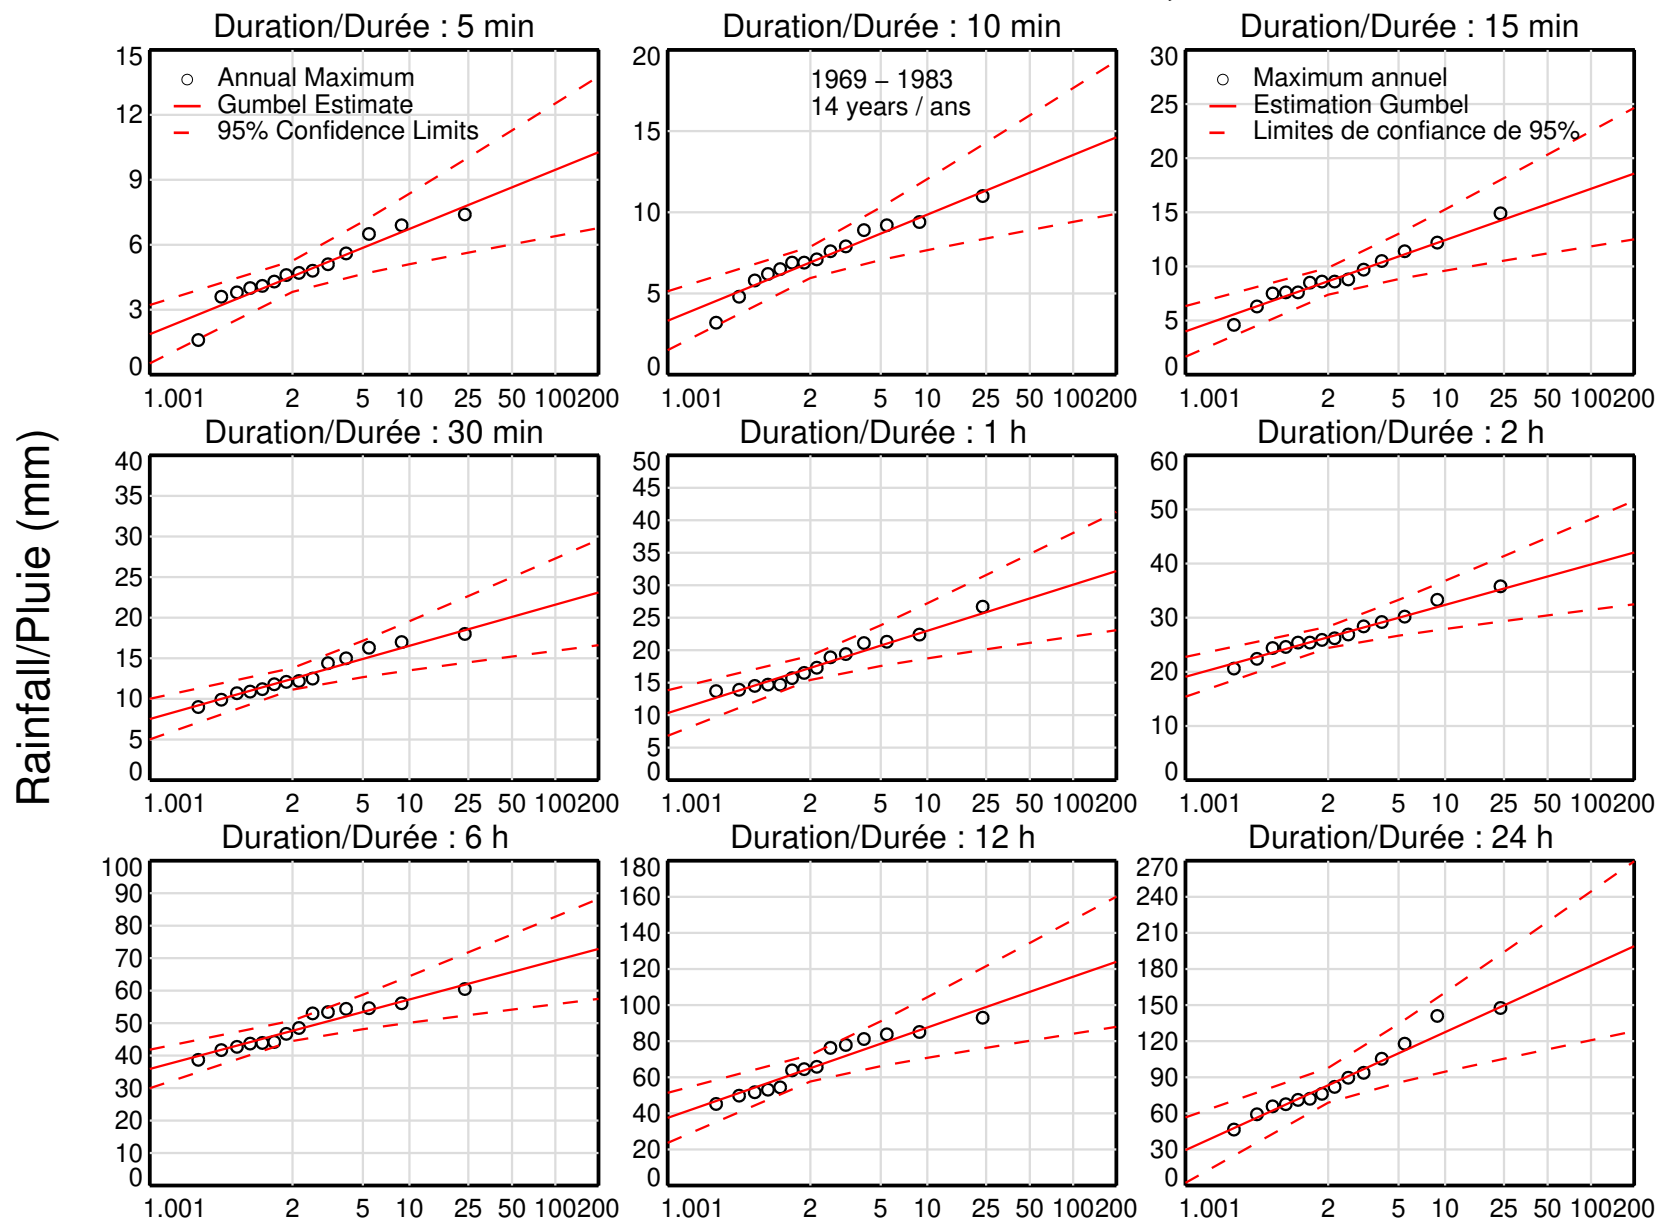 Duration/Durée : 5 min
15
12
9
6
3
0
Annual Maximum
Gumbel Estimate
95% Confidence Limits
1.001 2 5 10 25 50 100 200
Duration/Durée : 10 min
20
15
10
5
0
1969 – 1983
14 years / ans
1.001 2 5 10 25 50 100 200
Duration/Durée : 15 min
30
25
20
15
10
5
0
Maximum annuel
Estimation Gumbel
Limites de confiance de 95%
1.001 2 5 10 25 50 100 200
Rainfall/Pluie (mm)
Duration/Durée : 30 min
40
35
30
25
20
15
10
5
0
1.001 2 5 10 25 50 100 200
Duration/Durée : 1 h
50
45
40
35
30
25
20
15
10
5
0
1.001 2 5 10 25 50 100 200
Duration/Durée : 2 h
60
50
40
30
20
10
0
1.001 2 5 10 25 50 100 200
Duration/Durée : 6 h
100
90
80
70
60
50
40
30
20
10
0
1.001 2 5 10 25 50 100 200
Duration/Durée : 12 h
180
160
140
120
100
80
60
40
20
0
1.001 2 5 10 25 50 100 200
Duration/Durée : 24 h
270
240
210
180
150
120
90
60
30
0
1.001 2 5 10 25 50 100 200